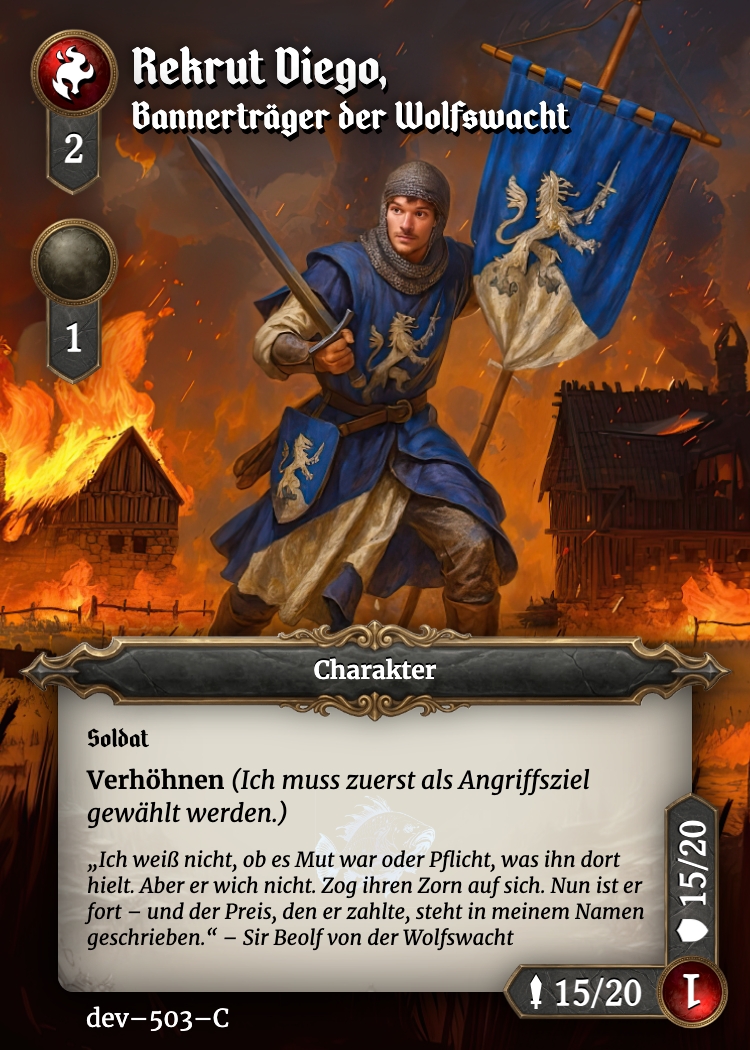 Rekrut Diego,
Bannerträger der Wolfswacht
2
1
Charakter
Soldat
Verhöhnen (Ich muss zuerst als Angriffsziel
gewählt werden.)
„Ich weiß nicht, ob es Mut war oder Pflicht, was ihn dort
hielt. Aber er wich nicht. Zog ihren Zorn auf sich. Nun ist er
fort – und der Preis, den er zahlte, steht in meinem Namen
geschrieben.“ – Sir Beolf von der Wolfswacht
15/20
15/20
1
dev–503–C